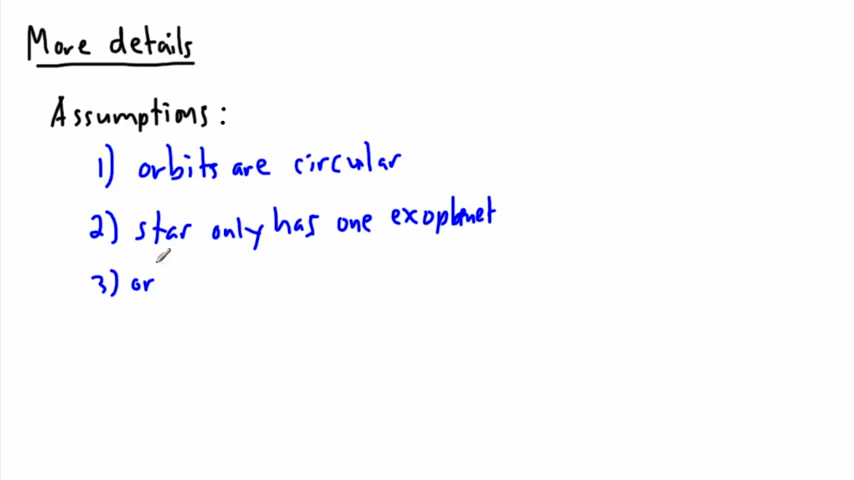 More details
Assumptions:
1) orbits are circular
2) star only has one exoplanet
3) or